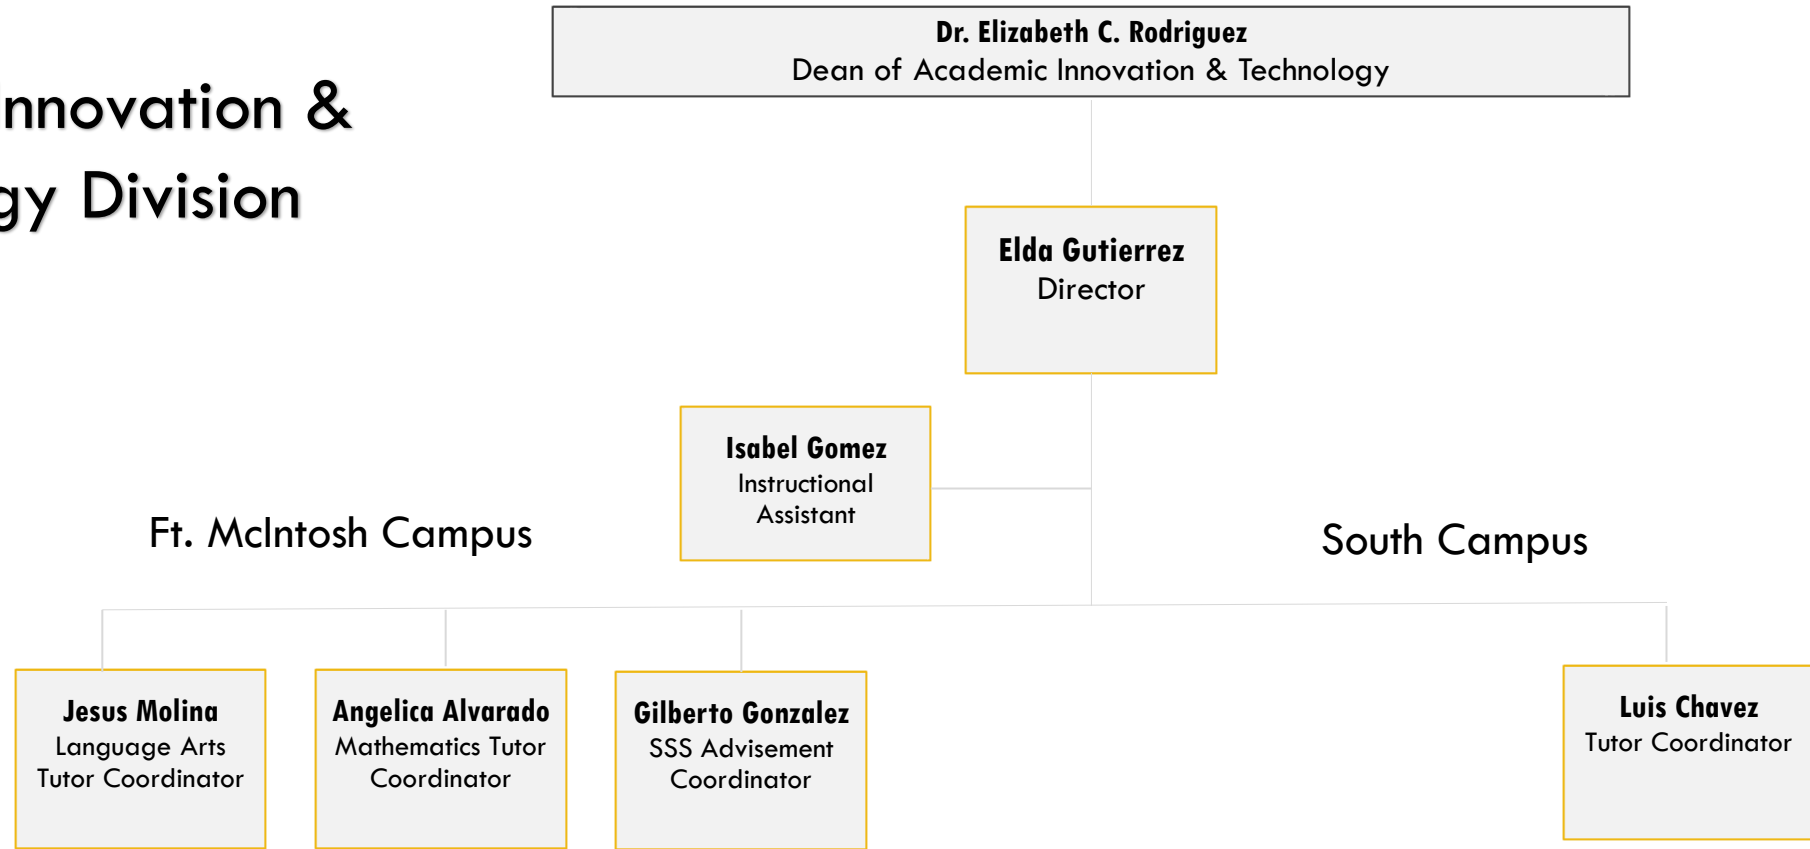 Dr. Elizabeth C. Rodriguez
Dean of Academic Innovation & Technology
Innovation &
gy Division
Elda Gutierrez
Director
Isabel Gomez
Instructional
Assistant
Ft. McIntosh Campus
South Campus
Jesus Molina
Language Arts
Tutor Coordinator
Angelica Alvarado
Mathematics Tutor
Coordinator
Gilberto Gonzalez
SSS Advisement
Coordinator
Luis Chavez
Tutor Coordinator